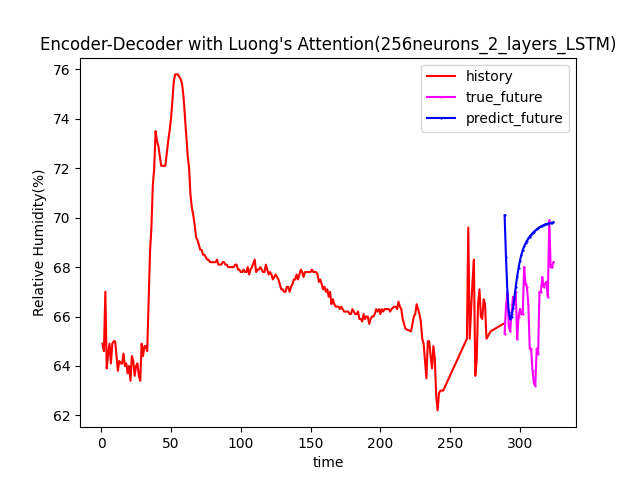 Encoder-Decoder with Luong's Attention(256neurons_2_layers_LSTM)
history
true_future
predict_future
Relative Humidity(%)
76
74
72
70
68
66
64
62
0 50 100 150 200 250 300
time